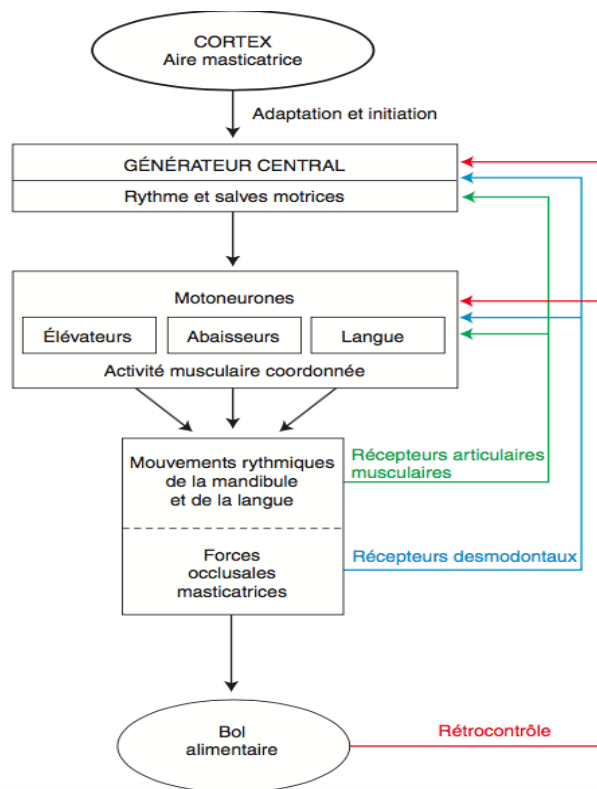 CORTEX
Aire masticatrice
Adaptation et initiation
GÉNÉRATEUR CENTRAL
Rythme et salves motrices
Motoneurones
Élévateurs
Abaisseurs
Langue
Activité musculaire coordonnée
Mouvements rythmiques
de la mandibule
et de la langue
Récepteurs articulaires
musculaires
Forces
occlusales
masticatrices
Récepteurs desmodontaux
Bol
alimentaire
Rétrocontrôle